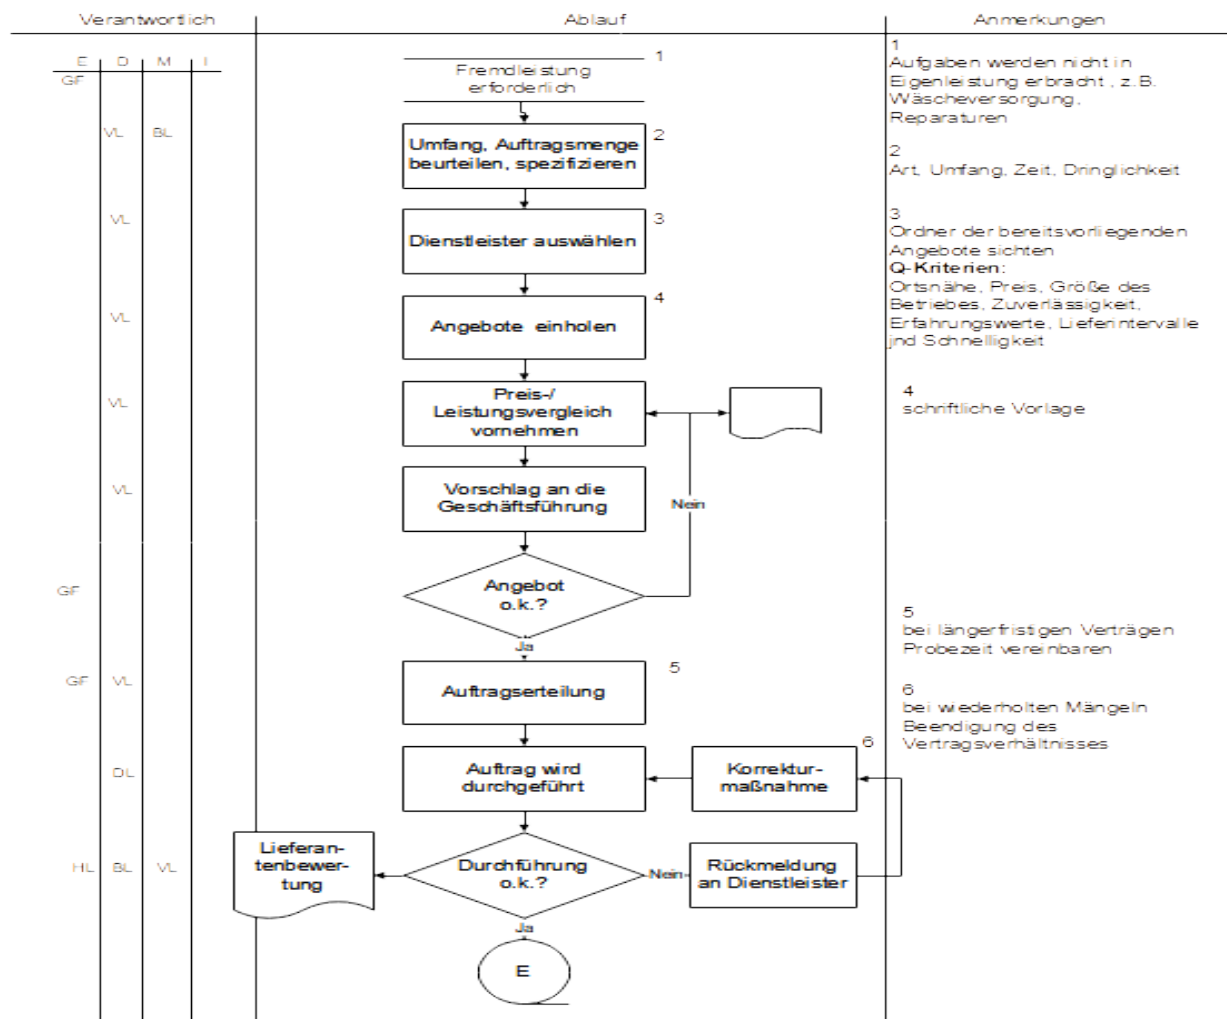 Verantwortlich
Ablauf
Anmerkungen
E D M I
GF
1
Fremdleistung
erforderlich
1
Aufgaben werden nicht in
Eigenleistung erbracht , z.B.
Wäscheversorgung,
Reparaturen
VL BL
Umfang, Auftragsmenge
beurteilen, spezifizieren
2
2
Art, Umfang, Zeit, Dringlichkeit
VL
Dienstleister auswählen
3
3
Ordner der bereitsvorliegenden
Angebote sichten
Q-Kriterien:
Ortsnähe, Preis, Größe des
Betriebes, Zuverlässigkeit,
Erfahrungswerte, Lieferintervalle
jnd Schnelligkeit
VL
Angebote einholen
4
4
schriftliche Vorlage
VL
Preis-/
Leistungsvergleich
vornehmen
VL
Vorschlag an die
Geschäftsführung
Nein
GF
Angebot
o.k.?
Ja
5
bei längerfristigen Verträgen
Probezeit vereinbaren
GF VL
Auftragserteilung
5
6
bei wiederholten Mängeln
Beendigung des
Vertragsverhältnisses
DL
Auftrag wird
durchgeführt
Korrektur-
maßnahme
6
HL BL VL
Lieferan-
tenbewer-
tung
Durchführung
o.k.?
Nein
Rückmeldung
an Dienstleister
Ja
E